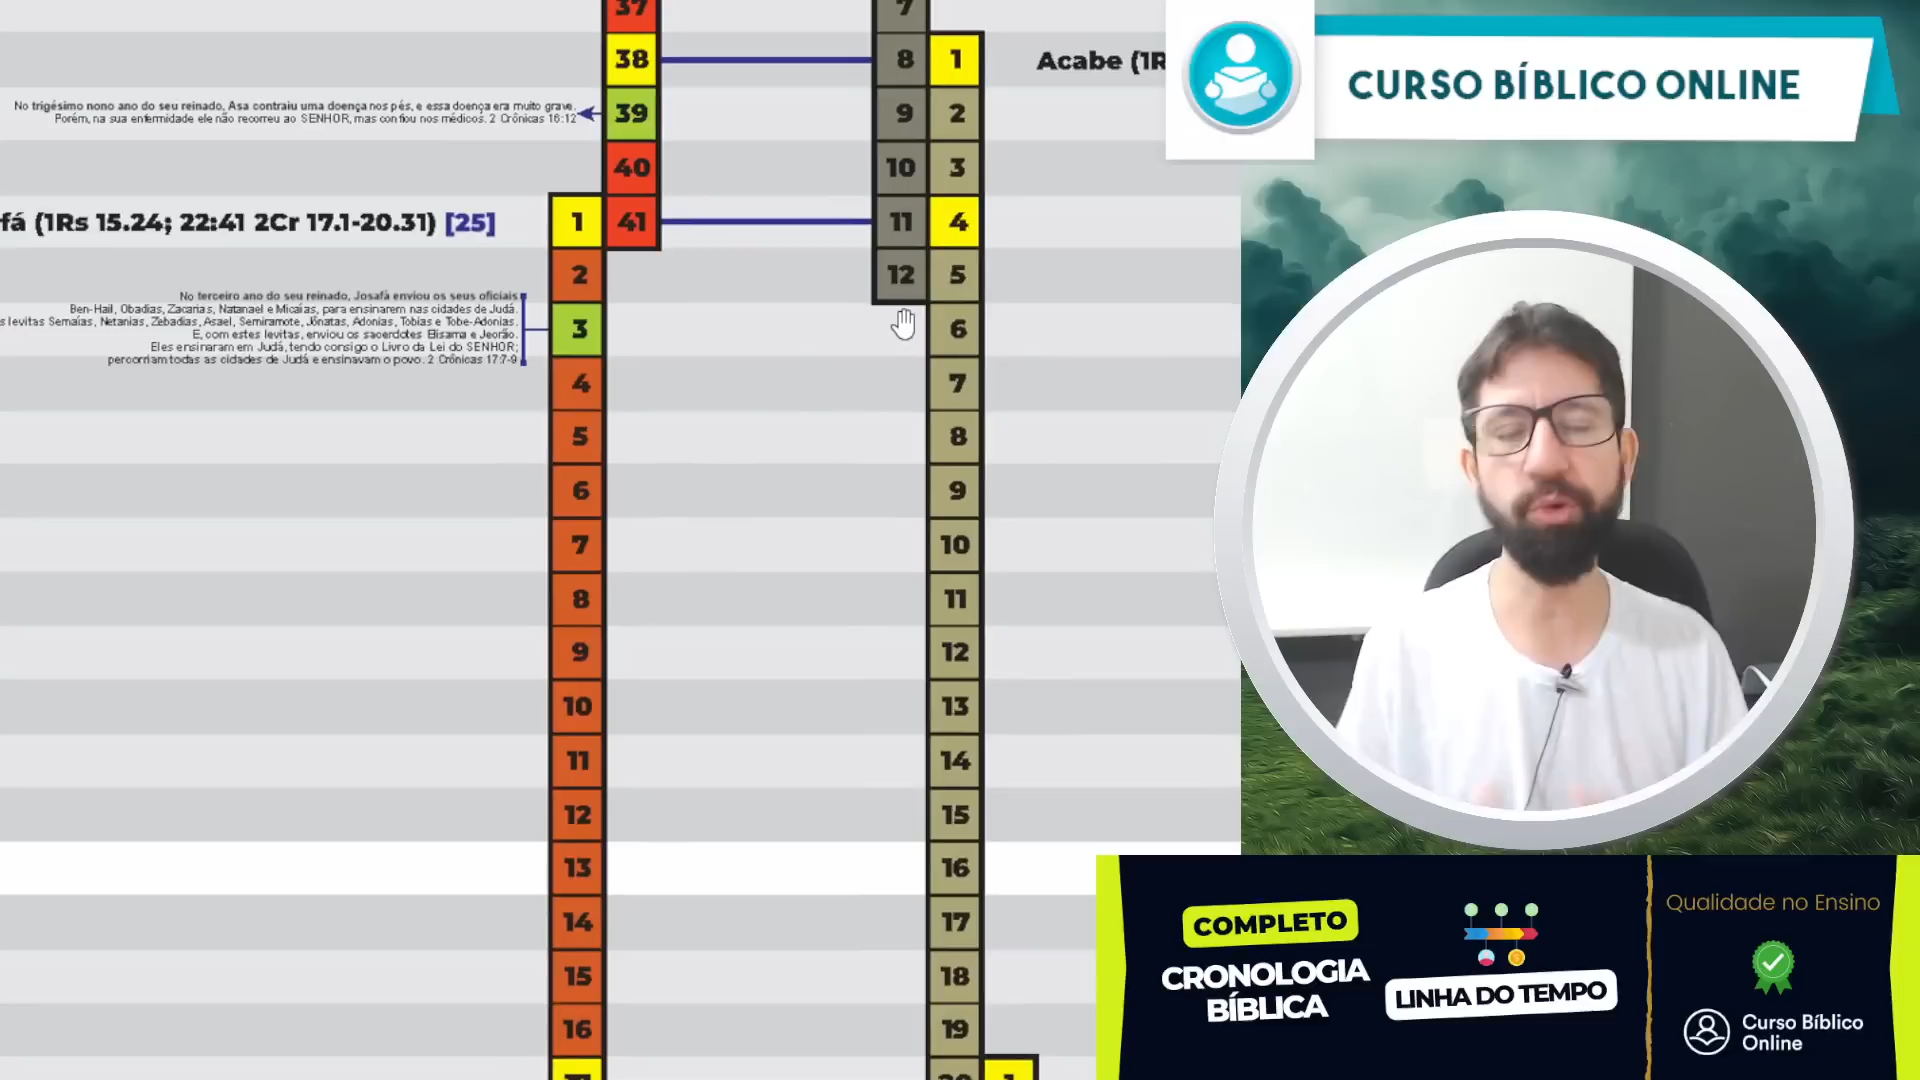 37
38
39
40
41
7
8
9
10
11
12
1
2
3
4
5
6
7
8
9
10
11
12
13
14
15
16
17
18
19
1
Acabe (1R
No trigésimo nono ano do seu reinado, Asa contraiu uma doença nos pés, e essa doença era muito grave.
Porém, na sua enfermidade ele não recorreu ao SENHOR, mas confiou nos médicos. 2 Crônicas 16:12
fá (1Rs 15.24; 22:41 2Cr 17.1-20.31) [25]
1
2
3
4
5
6
7
8
9
10
11
12
13
14
15
16
No terceiro ano do seu reinado, Josafá enviou os seus oficiais
Ben-Hail, Obadias, Zacarias, Natanael e Micaías, para ensinarem nas cidades de Judá.
s levitas Semaías, Netanias, Zebadias, Asael, Semiramote, Jônatas, Adonias, Tobias e Tobe-Adonias.
E, com estes levitas, enviou os sacerdotes Elisama e Jeorão.
Eles ensinaram em Judá, tendo consigo o Livro da Lei do SENHOR;
percorriam todas as cidades de Judá e ensinavam o povo. 2 Crônicas 17:7-9
CURSO BÍBLICO ONLINE
COMPLETO
CRONOLOGIA
BÍBLICA
LINHA DO TEMPO
Qualidade no Ensino
Curso Bíblico
Online